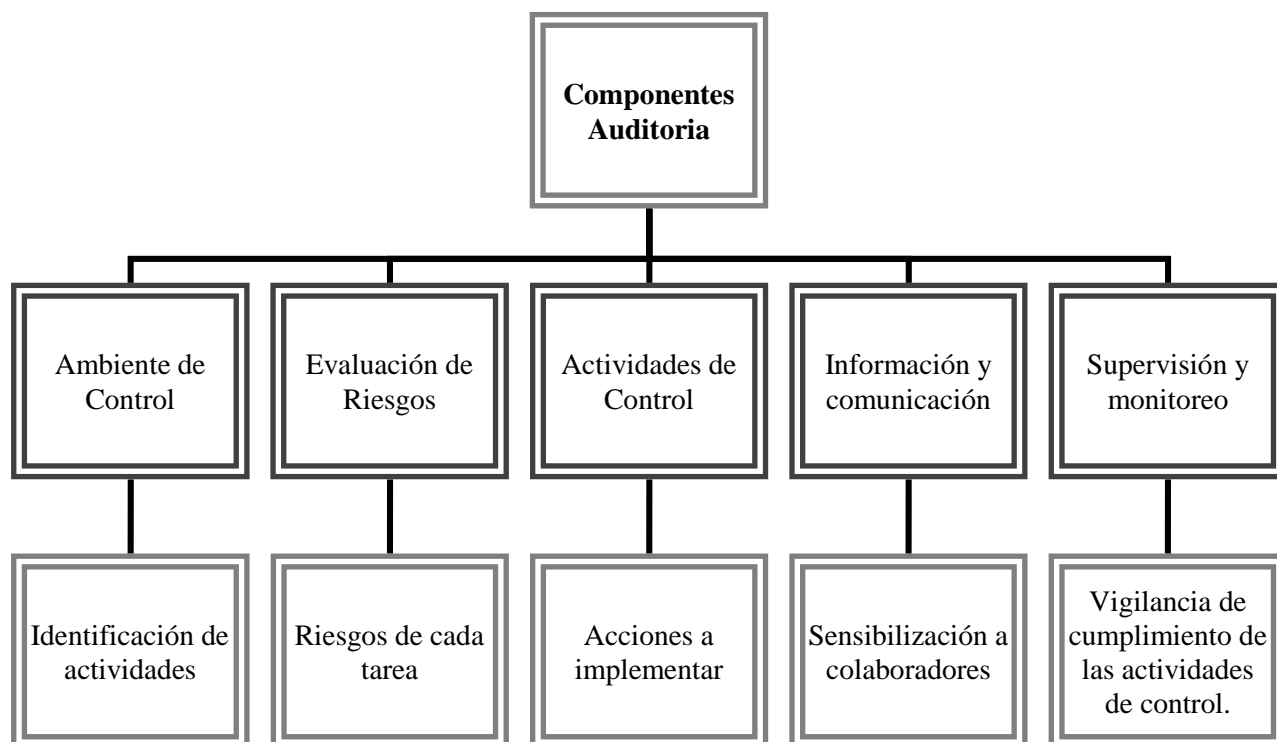 Componentes
Auditoria
Ambiente de
Control
Evaluación de
Riesgos
Actividades de
Control
Información y
comunicación
Supervisión y
monitoreo
Identificación de
actividades
Riesgos de cada
tarea
Acciones a
implementar
Sensibilización a
colaboradores
Vigilancia de
cumplimiento de
las actividades
de control.